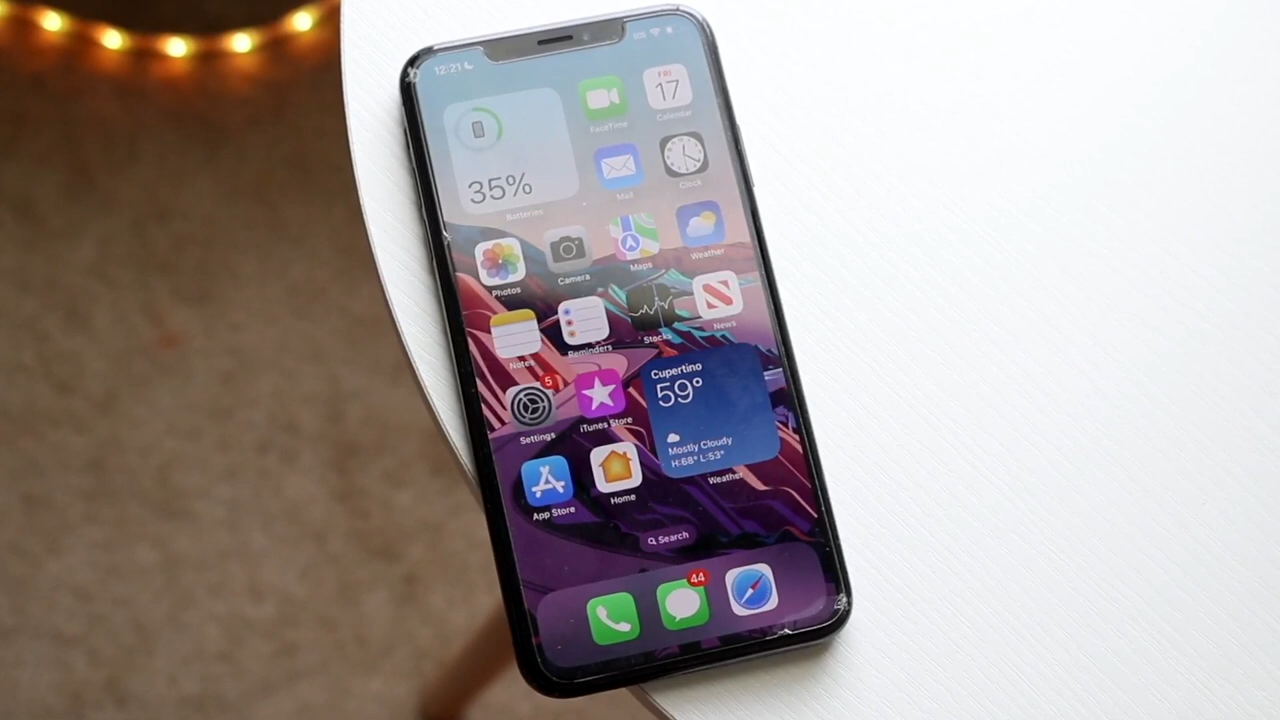 12:21
SOS
35%
Batteries
FaceTime
FRI
17
Calendar
Mail
Clock
Photos
Camera
Maps
Weather
Notes
Reminders
Stocks
News
5
Settings
iTunes Store
Cupertino
59°
Mostly Cloudy
H:68° L:53°
Weather
App Store
Home
Search
44